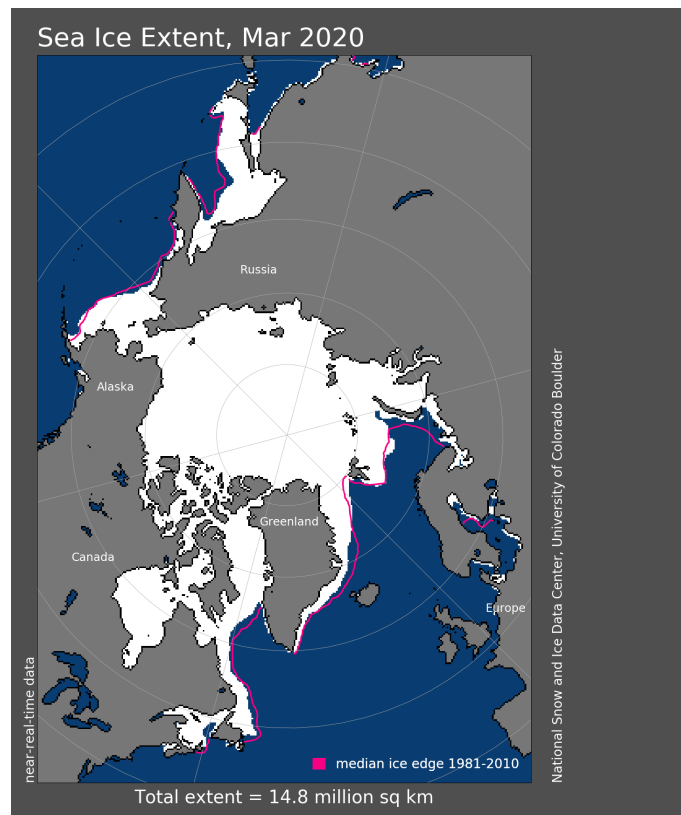 Sea Ice Extent, Mar 2020
Russia
Alaska
Greenland
Canada
Europe
near-real-time data
median ice edge 1981-2010
National Snow and Ice Data Center, University of Colorado Boulder
Total extent = 14.8 million sq km